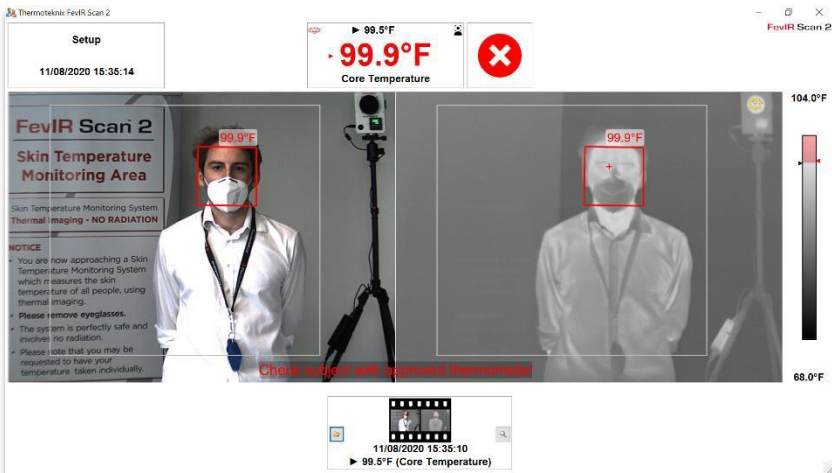 Thermoteknix FevIR Scan 2
FevIR Scan 2
Setup
11/08/2020 15:35:14
► 99.5°F
99.9°F
Core Temperature
104.0°F
68.0°F
FevIR Scan 2
Skin Temperature
Monitoring Area
Skin Temperature Monitoring System
Thermal Imaging - NO RADIATION
NOTICE
• You are now approaching a Skin
Temperature Monitoring System
which measures the skin
temperature of all people, using
thermal imaging.
• Please remove eyeglasses.
• The system is perfectly safe and
involves no radiation.
• Please note that you may be
requested to have your
temperature taken individually.
99.9°F
99.9°F
Check subject with approved thermometer
11/08/2020 15:35:10
► 99.5°F (Core Temperature)